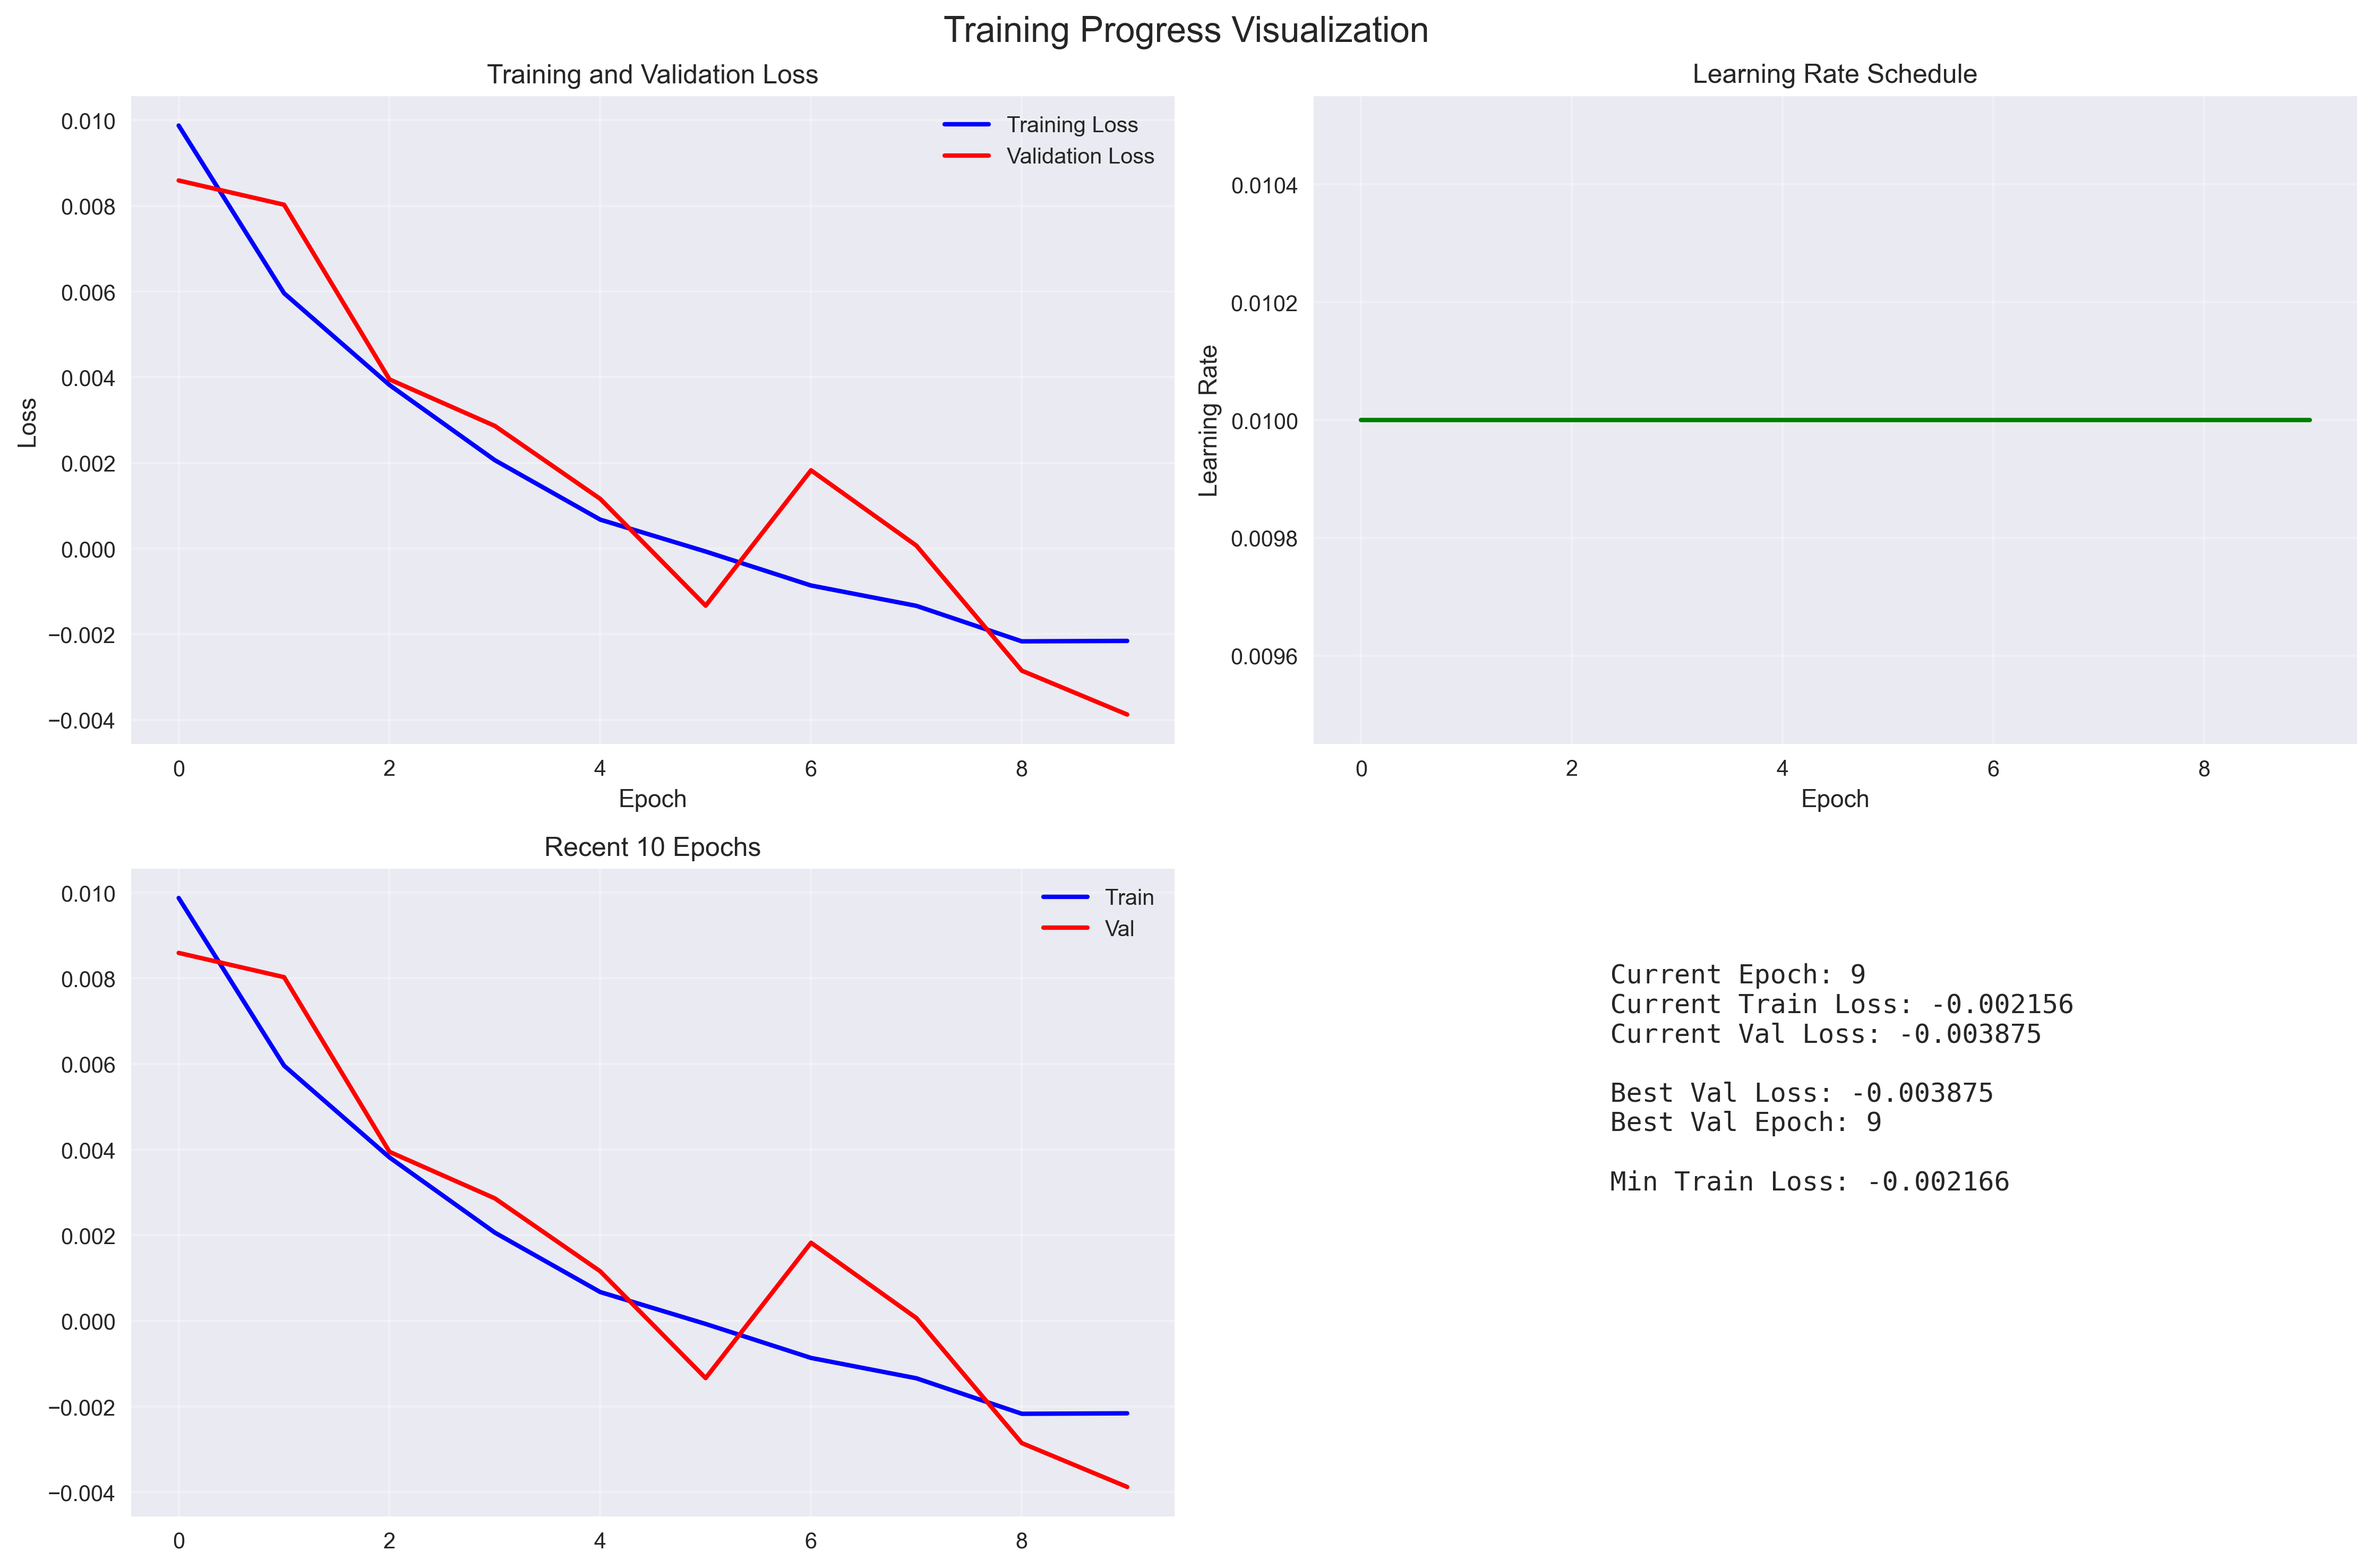 Training Progress Visualization
Training and Validation Loss
0.010
0.008
0.006
0.004
0.002
0.000
−0.002
−0.004
Loss
Training Loss
Validation Loss
0 2 4 6 8
Epoch
Learning Rate Schedule
0.0104
0.0102
0.0100
0.0098
0.0096
Learning Rate
0 2 4 6 8
Epoch
Recent 10 Epochs
0.010
0.008
0.006
0.004
0.002
0.000
−0.002
−0.004
Train
Val
0 2 4 6 8
Current Epoch: 9
Current Train Loss: -0.002156
Current Val Loss: -0.003875
Best Val Loss: -0.003875
Best Val Epoch: 9
Min Train Loss: -0.002166